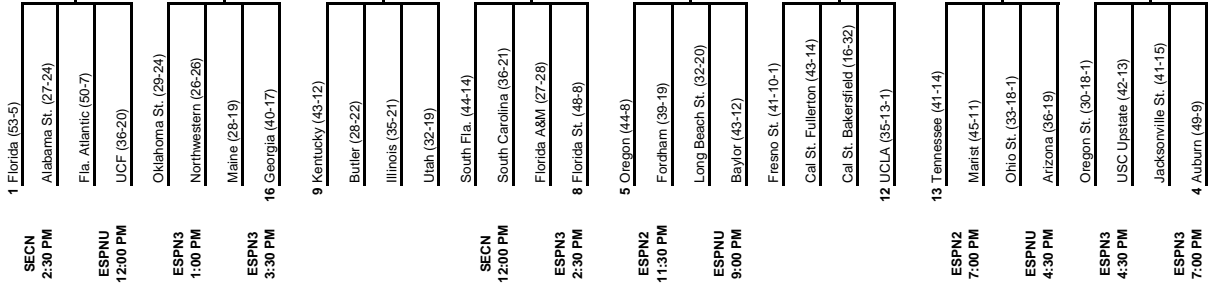 1 Florida (53-5)
Alabama St. (27-24)
Fla. Atlantic (50-7)
UCF (36-20)
Oklahoma St. (29-24)
Northwestern (26-26)
Maine (28-19)
16 Georgia (40-17)
9 Kentucky (43-12)
Butler (28-22)
Illinois (35-21)
Utah (32-19)
South Fla. (44-14)
South Carolina (36-21)
Florida A&M (27-28)
8 Florida St. (48-8)
5 Oregon (44-8)
Fordham (39-19)
Long Beach St. (32-20)
Baylor (43-12)
Fresno St. (41-10-1)
Cal St. Fullerton (43-14)
Cal St. Bakersfield (16-32)
12 UCLA (35-13-1)
13 Tennessee (41-14)
Marist (45-11)
Ohio St. (33-18-1)
Arizona (36-19)
Oregon St. (30-18-1)
USC Upstate (42-13)
Jacksonville St. (41-15)
4 Auburn (49-9)
SECN
2:30 PM
ESPNU
12:00 PM
ESPN3
1:00 PM
ESPN3
3:30 PM
SECN
12:00 PM
ESPN3
2:30 PM
ESPN2
11:30 PM
ESPNU
9:00 PM
ESPN2
7:00 PM
ESPNU
4:30 PM
ESPN3
4:30 PM
ESPN3
7:00 PM